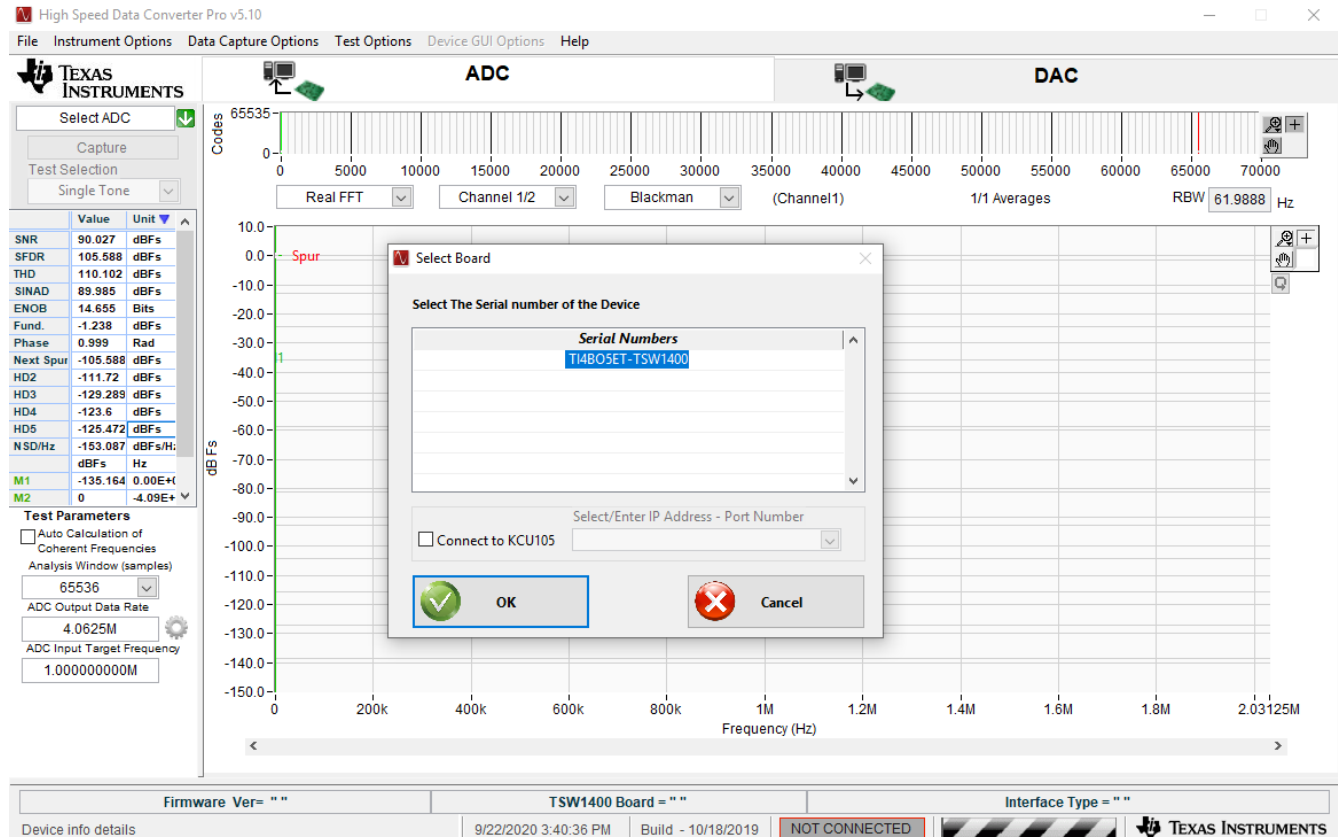 High Speed Data Converter Pro v5.10
File Instrument Options Data Capture Options Test Options Device GUI Options Help
TEXAS INSTRUMENTS
ADC
DAC
Select ADC
Capture
Test Selection
Single Tone
Codes
65535
0
0 5000 10000 15000 20000 25000 30000 35000 40000 45000 50000 55000 60000 65000 70000
Real FFT Channel 1/2 Blackman (Channel1) 1/1 Averages RBW 61.9888 Hz
Value Unit
SNR 90.027 dBFs
SFDR 105.588 dBFs
THD 110.102 dBFs
SINAD 89.985 dBFs
ENOB 14.655 Bits
Fund. -1.238 dBFs
Phase 0.999 Rad
Next Spur -105.588 dBFs
HD2 -111.72 dBFs
HD3 -129.289 dBFs
HD4 -123.6 dBFs
HD5 -125.472 dBFs
NSD/Hz -153.087 dBFs/Hz
dBFs Hz
M1 -135.164 0.00E+
M2 0 -4.09E+
Test Parameters
Auto Calculation of
Coherent Frequencies
Analysis Window (samples)
65536
ADC Output Data Rate
4.0625M
ADC Input Target Frequency
1.000000000M
dB Fs
10.0
0.0
-10.0
-20.0
-30.0
-40.0
-50.0
-60.0
-70.0
-80.0
-90.0
-100.0
-110.0
-120.0
-130.0
-140.0
-150.0
Spur
Select Board
Select The Serial number of the Device
Serial Numbers
TI4BO5ET-TSW1400
Select/Enter IP Address - Port Number
Connect to KCU105
OK
Cancel
0 200k 400k 600k 800k 1M 1.2M 1.4M 1.6M 1.8M 2.03125M
Frequency (Hz)
Firmware Ver= " "
TSW1400 Board = " "
Interface Type = " "
Device info details
9/22/2020 3:40:36 PM
Build - 10/18/2019
NOT CONNECTED
TEXAS INSTRUMENTS